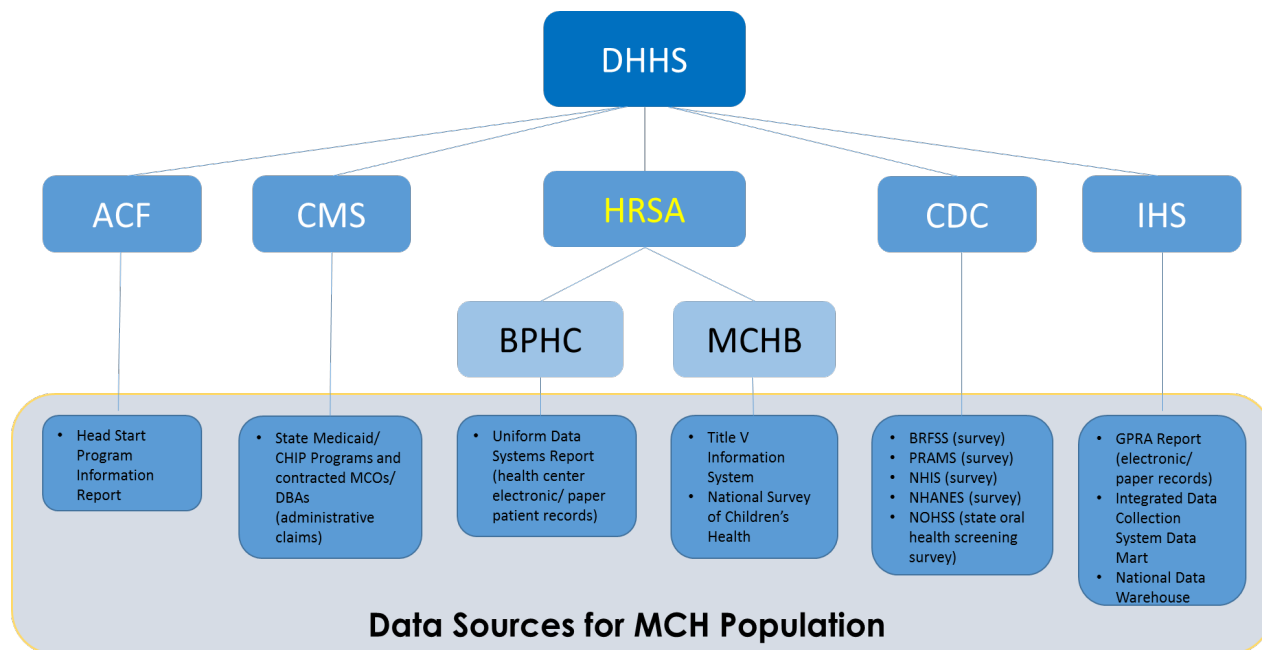 DHHS
ACF
CMS
HRSA
CDC
IHS
BPHC
MCHB
• Head Start
Program
Information
Report
• State Medicaid/
CHIP Programs and
contracted MCOs/
DBAs
(administrative
claims)
• Uniform Data
Systems Report
(health center
electronic/ paper
patient records)
• Title V
Information
System
• National Survey
of Children’s
Health
• BRFSS (survey)
• PRAMS (survey)
• NHIS (survey)
• NHANES (survey)
• NOHSS (state oral
health screening
survey)
• GPRA Report
(electronic/
paper records)
• Integrated Data
Collection
System Data
Mart
• National Data
Warehouse
Data Sources for MCH Population